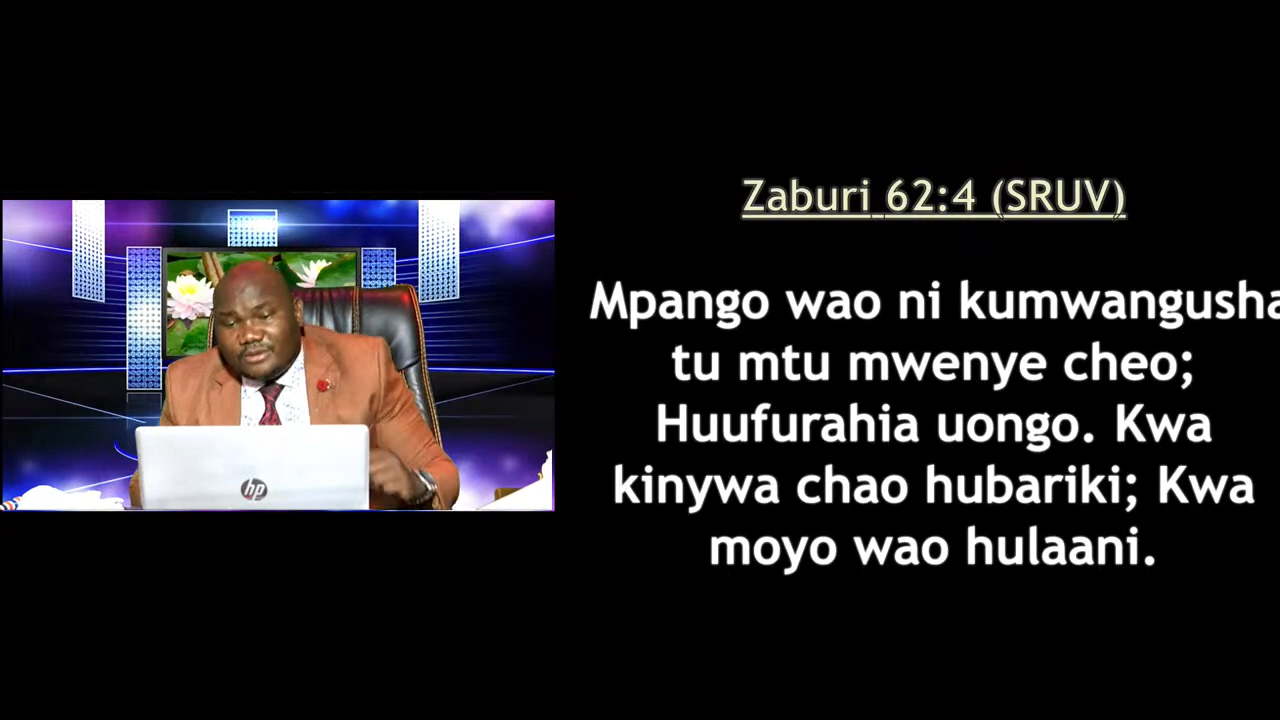 Zaburi 62:4 (SRUV)
Mpango wao ni kumwangusha
tu mtu mwenye cheo;
Huufurahia uongo. Kwa
kinywa chao hubariki; Kwa
moyo wao hulaani.
hp